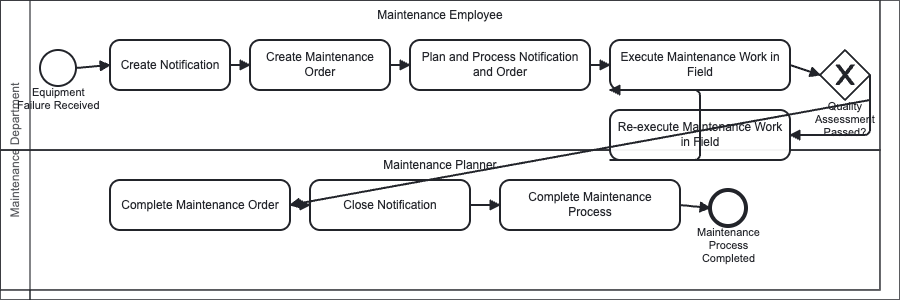 Maintenance Employee
Maintenance Department
Equipment
Failure Received
Create Notification
Create Maintenance
Order
Plan and Process Notification
and Order
Execute Maintenance Work in
Field
Quality
Assessment
Passed?
Re-execute Maintenance Work
in Field
Maintenance Planner
Complete Maintenance Order
Close Notification
Complete Maintenance
Process
Maintenance
Process
Completed